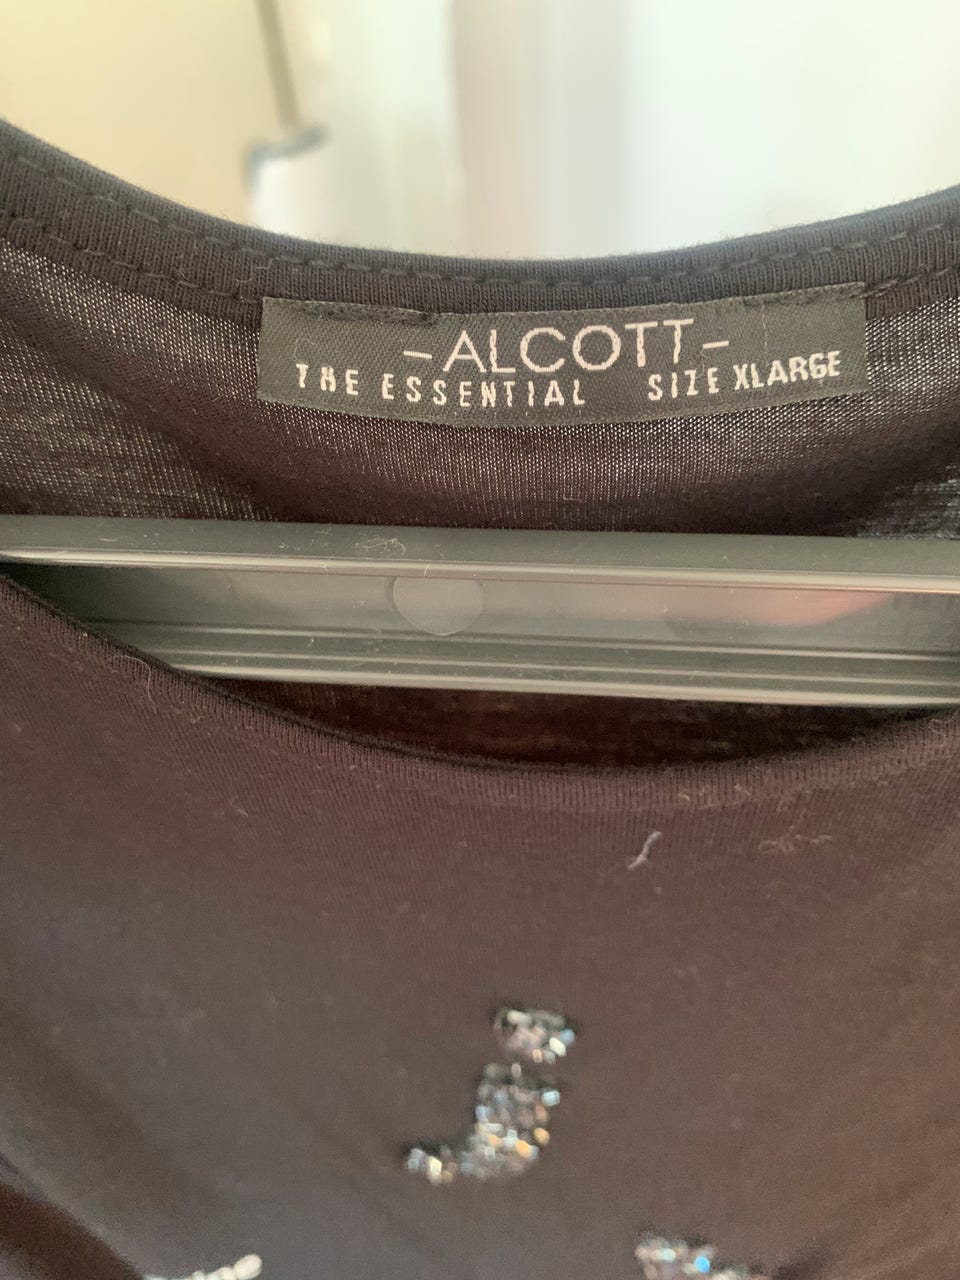 -ALCOTT-
THE ESSENTIAL SIZE XLARGE